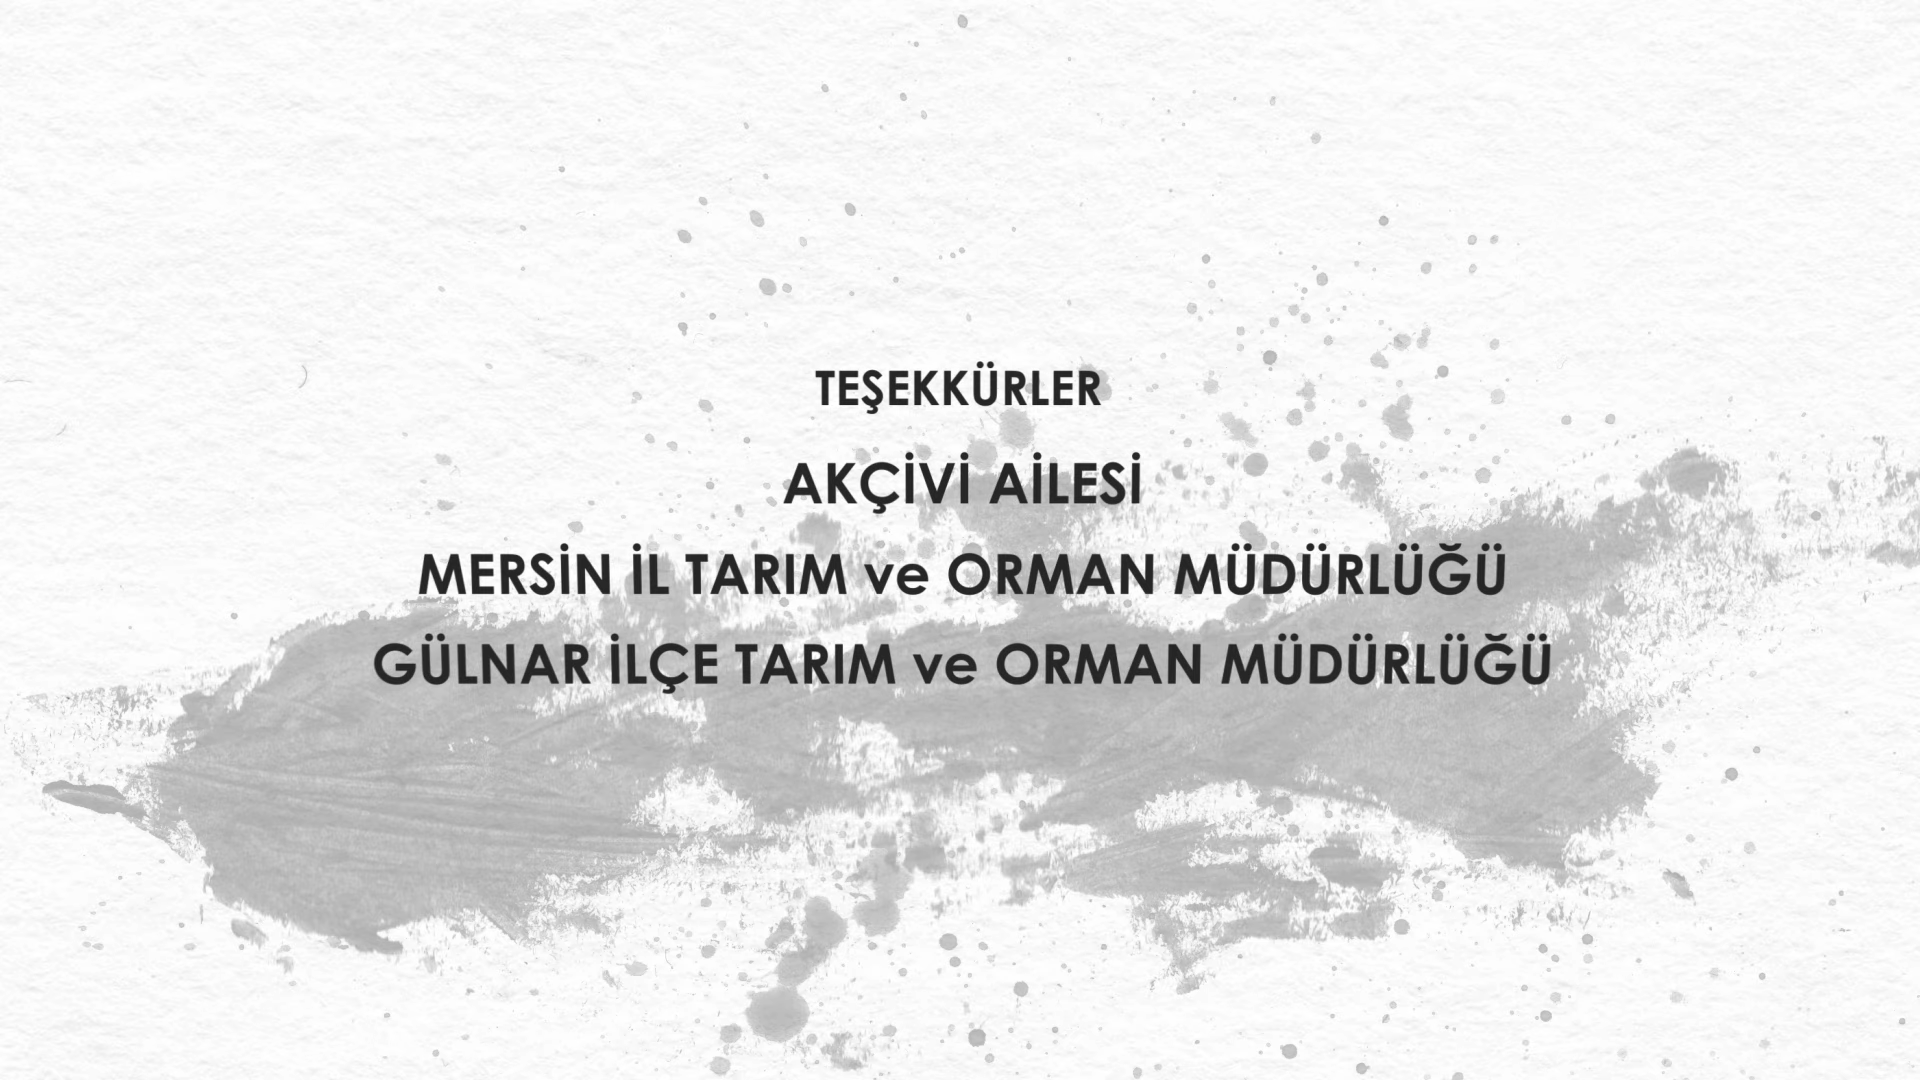 TEŞEKKÜRLER
AKÇİVİ AİLESİ
MERSİN İL TARIM ve ORMAN MÜDÜRLÜĞÜ
GÜLNAR İLÇE TARIM ve ORMAN MÜDÜRLÜĞÜ